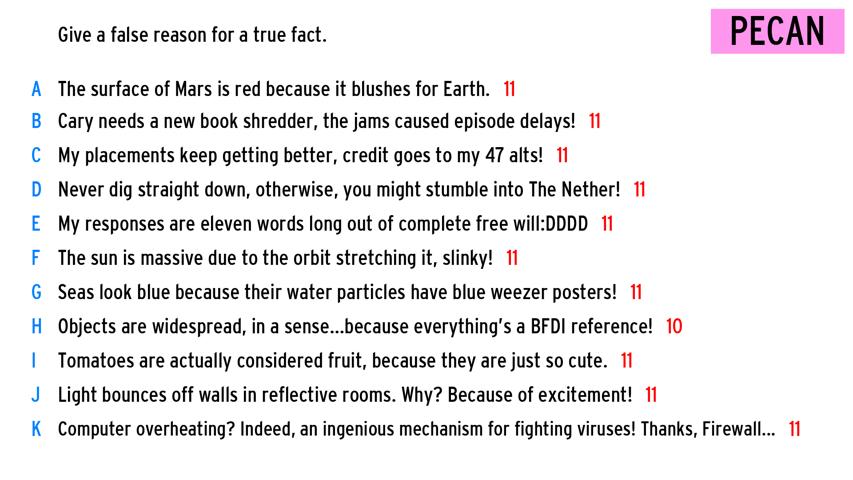 Give a false reason for a true fact.
PECAN
A The surface of Mars is red because it blushes for Earth. 11
B Cary needs a new book shredder, the jams caused episode delays! 11
C My placements keep getting better, credit goes to my 47 alts! 11
D Never dig straight down, otherwise, you might stumble into The Nether! 11
E My responses are eleven words long out of complete free will:DDDD 11
F The sun is massive due to the orbit stretching it, slinky! 11
G Seas look blue because their water particles have blue weezer posters! 11
H Objects are widespread, in a sense...because everything's a BFDI reference! 10
I Tomatoes are actually considered fruit, because they are just so cute. 11
J Light bounces off walls in reflective rooms. Why? Because of excitement! 11
K Computer overheating? Indeed, an ingenious mechanism for fighting viruses! Thanks, Firewall... 11